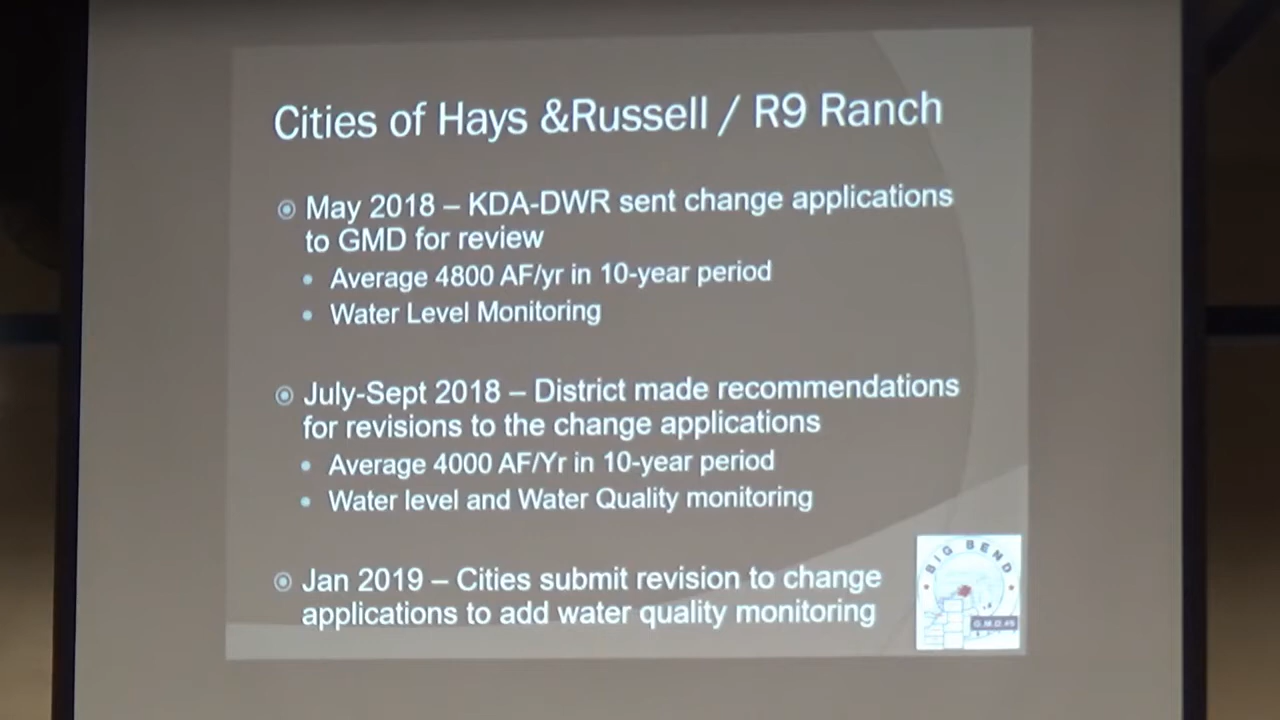 Cities of Hays &Russell / R9 Ranch
May 2018 – KDA-DWR sent change applications
to GMD for review
Average 4800 AF/yr in 10-year period
Water Level Monitoring
July-Sept 2018 – District made recommendations
for revisions to the change applications
Average 4000 AF/Yr in 10-year period
Water level and Water Quality monitoring
Jan 2019 – Cities submit revision to change
applications to add water quality monitoring
BIG BEND
G.M.D.#5